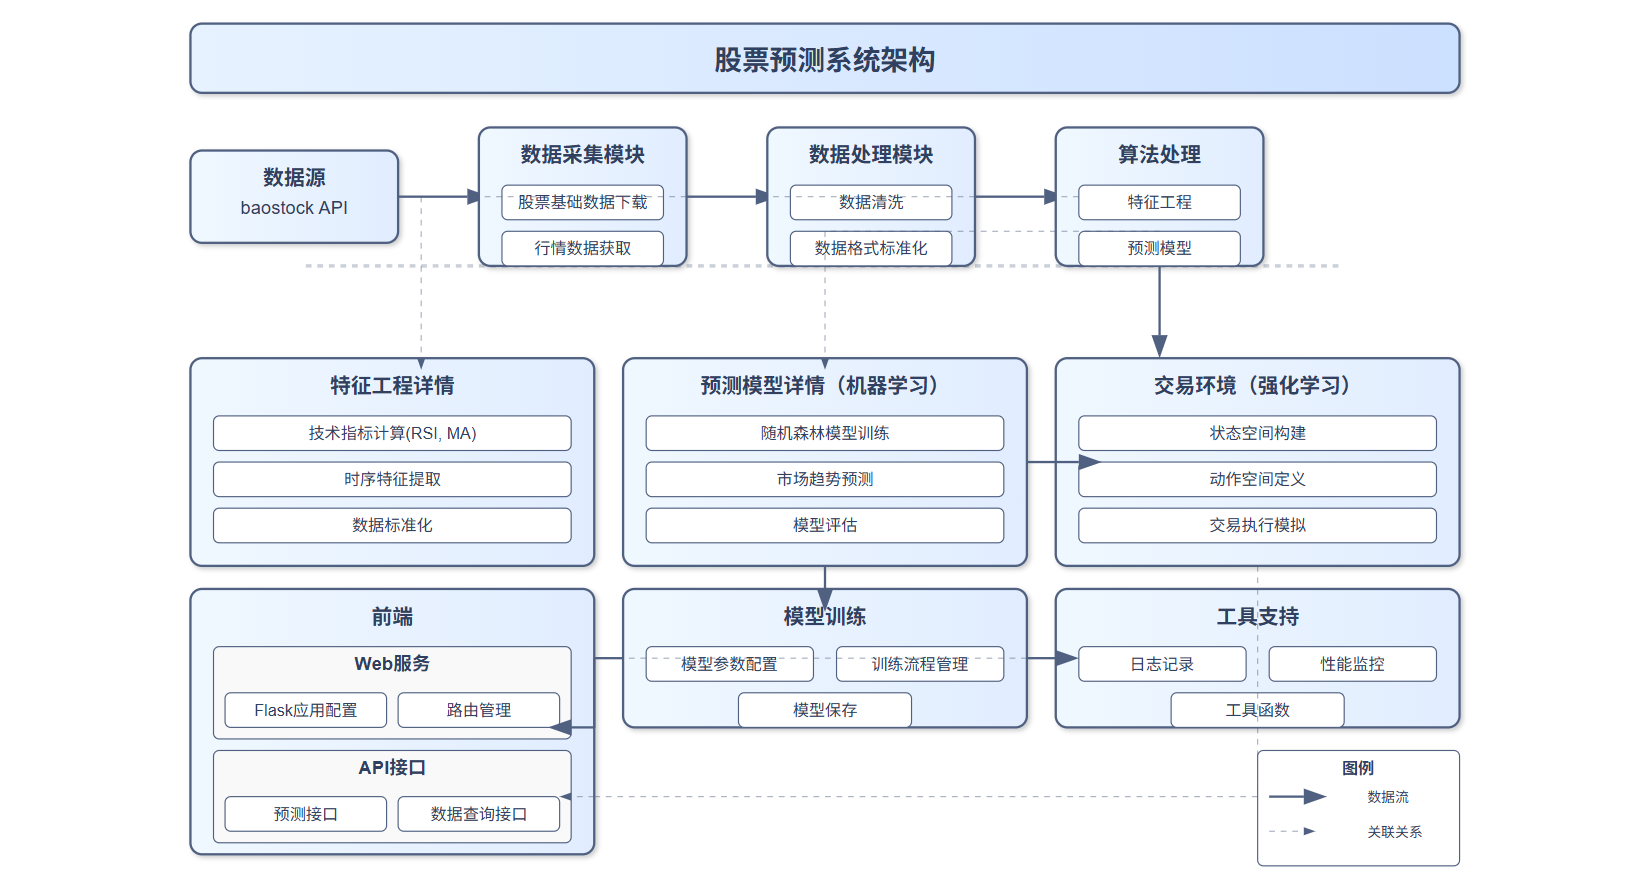 股票预测系统架构
数据源
baostock API
数据采集模块
股票基础数据下载
行情数据获取
数据处理模块
数据清洗
数据格式标准化
算法处理
特征工程
预测模型
特征工程详情
技术指标计算(RSI, MA)
时序特征提取
数据标准化
预测模型详情（机器学习）
随机森林模型训练
市场趋势预测
模型评估
交易环境（强化学习）
状态空间构建
动作空间定义
交易执行模拟
前端
Web服务
Flask应用配置
路由管理
API接口
预测接口
数据查询接口
模型训练
模型参数配置
训练流程管理
模型保存
工具支持
日志记录
性能监控
工具函数
图例
数据流
关联关系